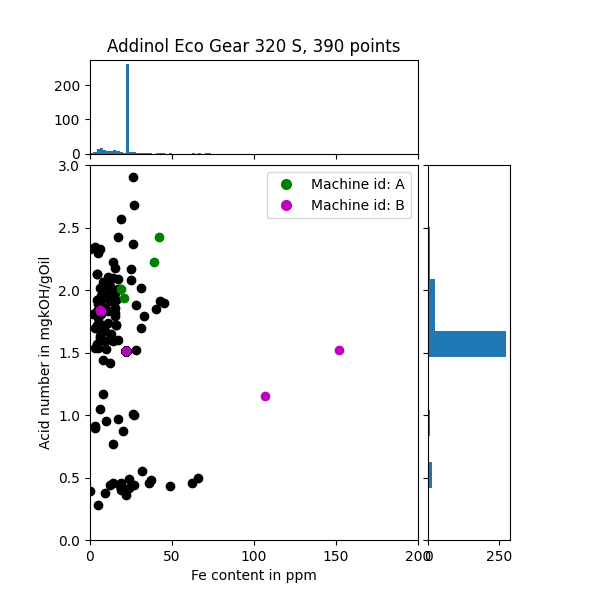 Addinol Eco Gear 320 S, 390 points
200
100
0
3.0
2.5
2.0
1.5
1.0
0.5
0.0
Acid number in mgkOH/gOil
Machine id: A
Machine id: B
0 50 100 150 200
Fe content in ppm
0 250